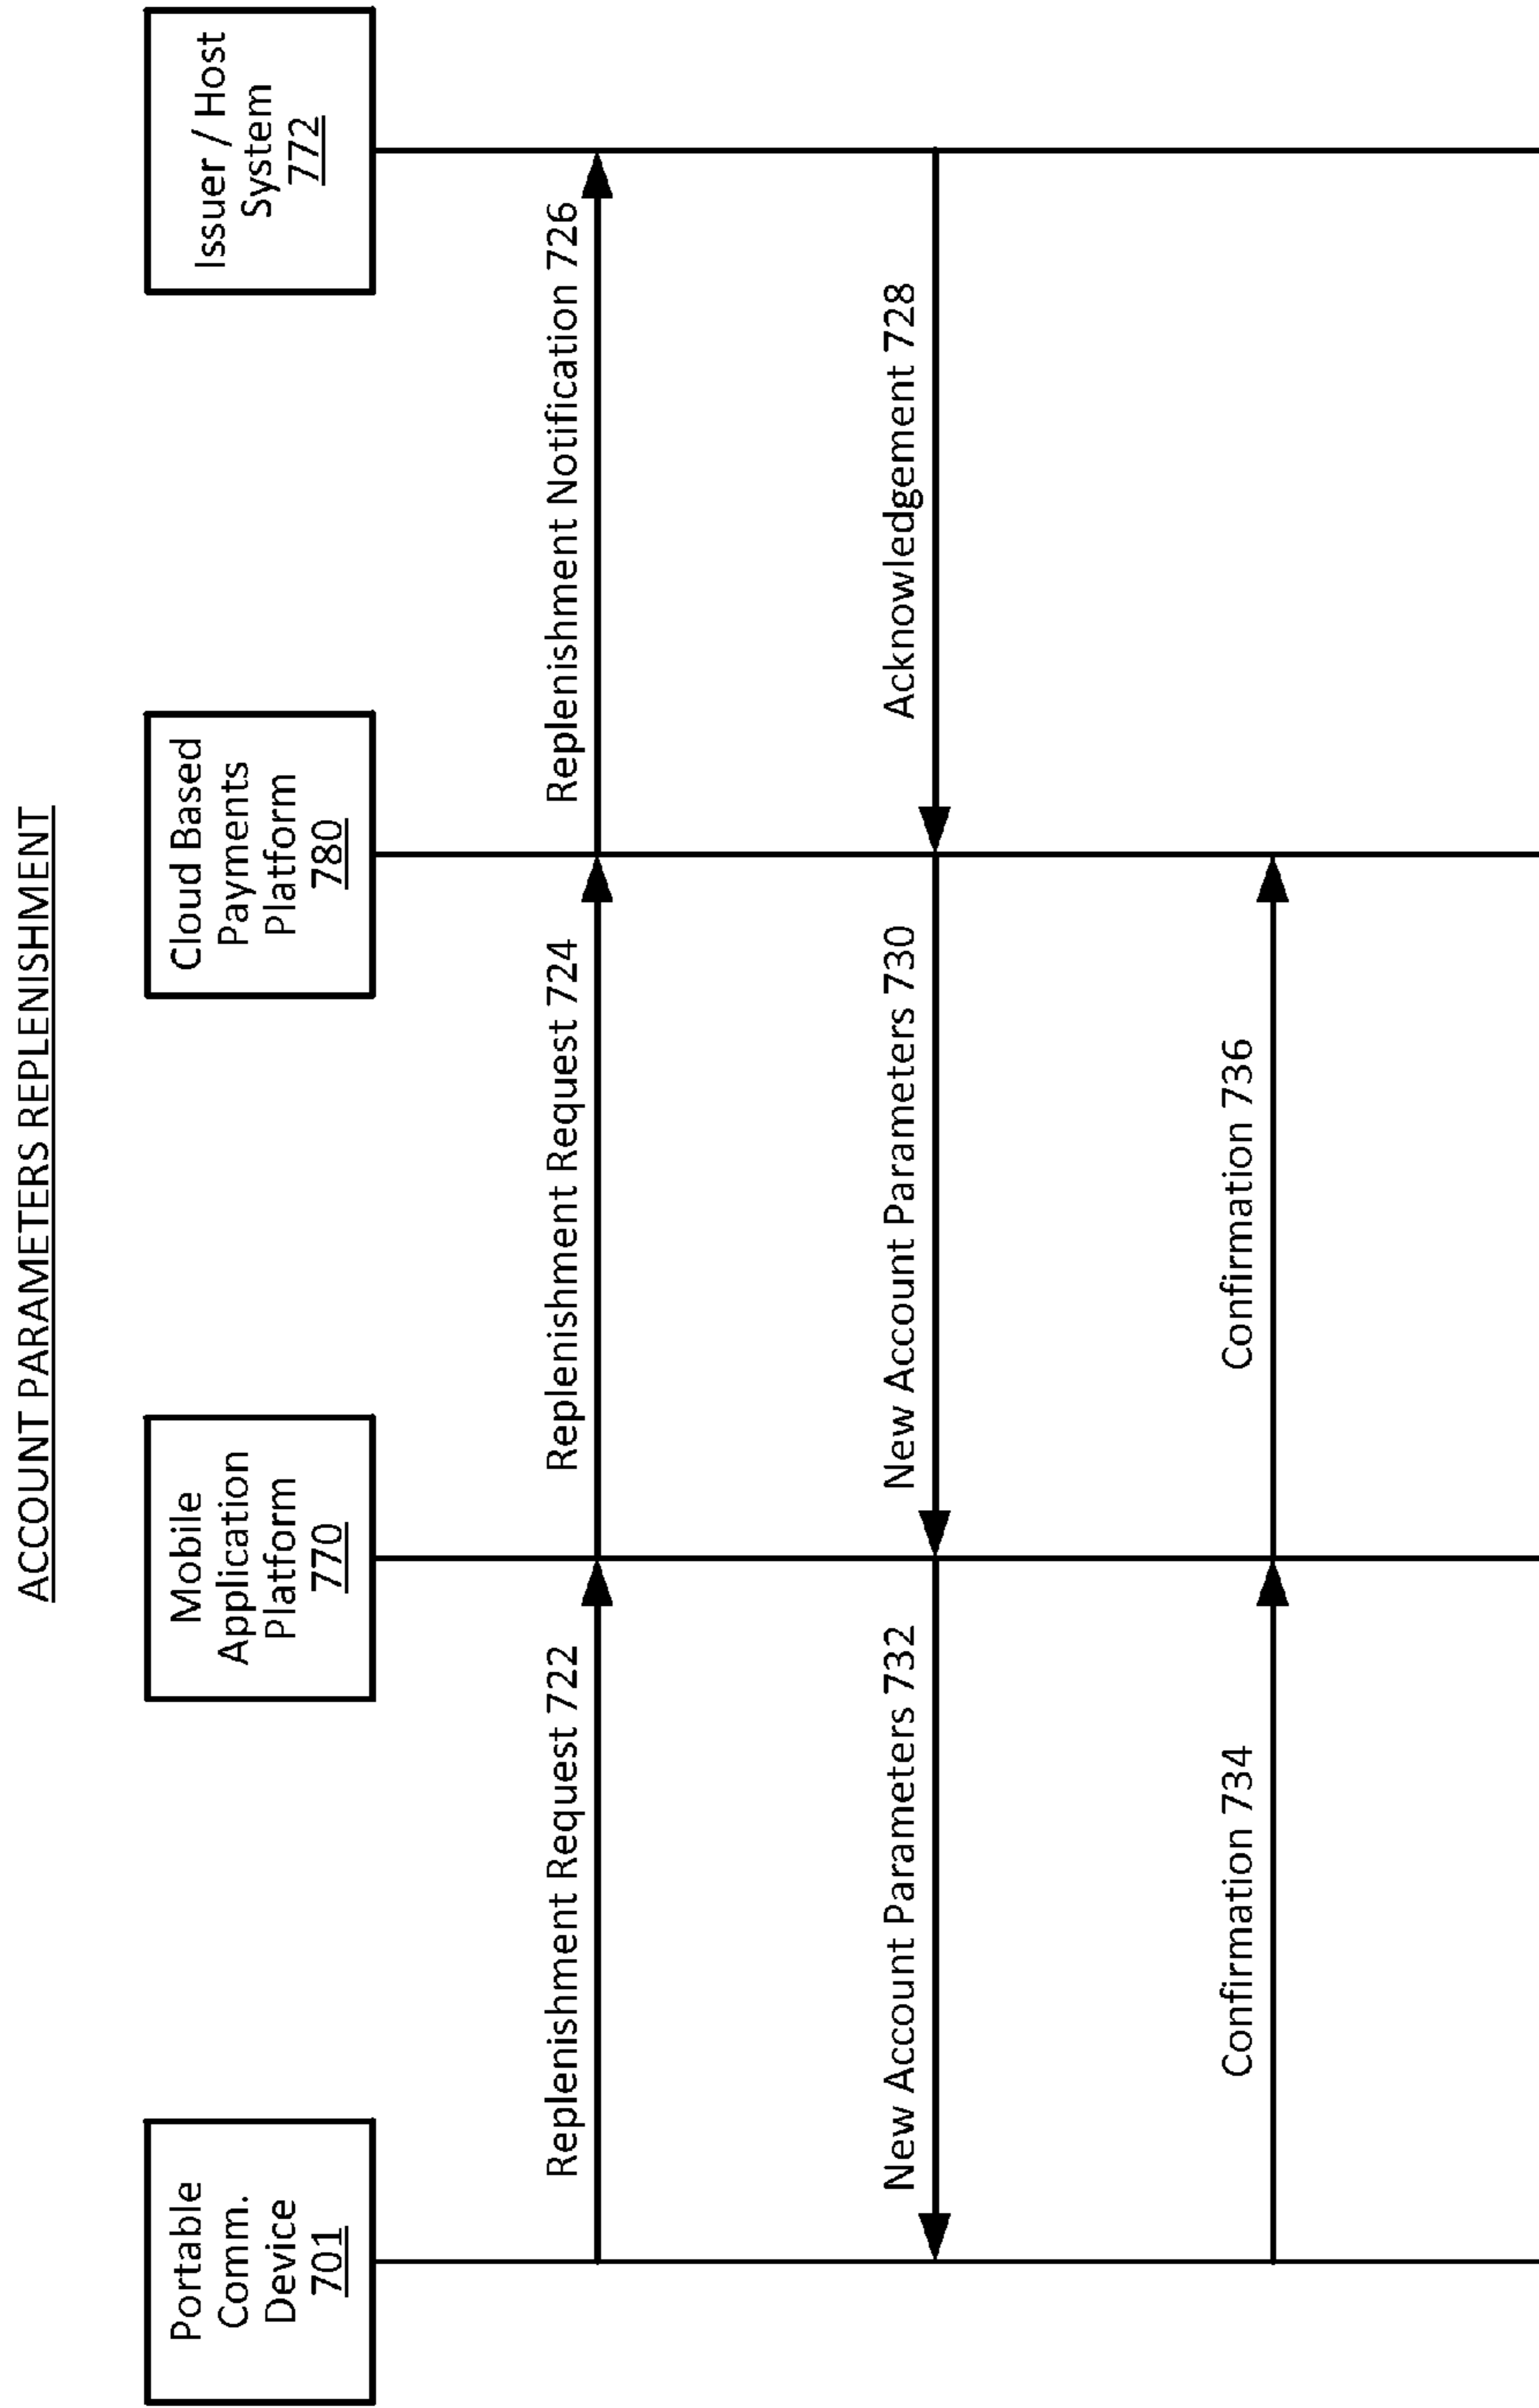 ACCOUNT PARAMETERS REPLENISHMENT
Portable
Comm.
Device
701
Mobile
Application
Platform
770
Cloud Based
Payments
Platform
780
Issuer / Host
System
772
Replenishment Request 722
Replenishment Request 724
Replenishment Notification 726
New Account Parameters 732
New Account Parameters 730
Acknowledgement 728
Confirmation 734
Confirmation 736